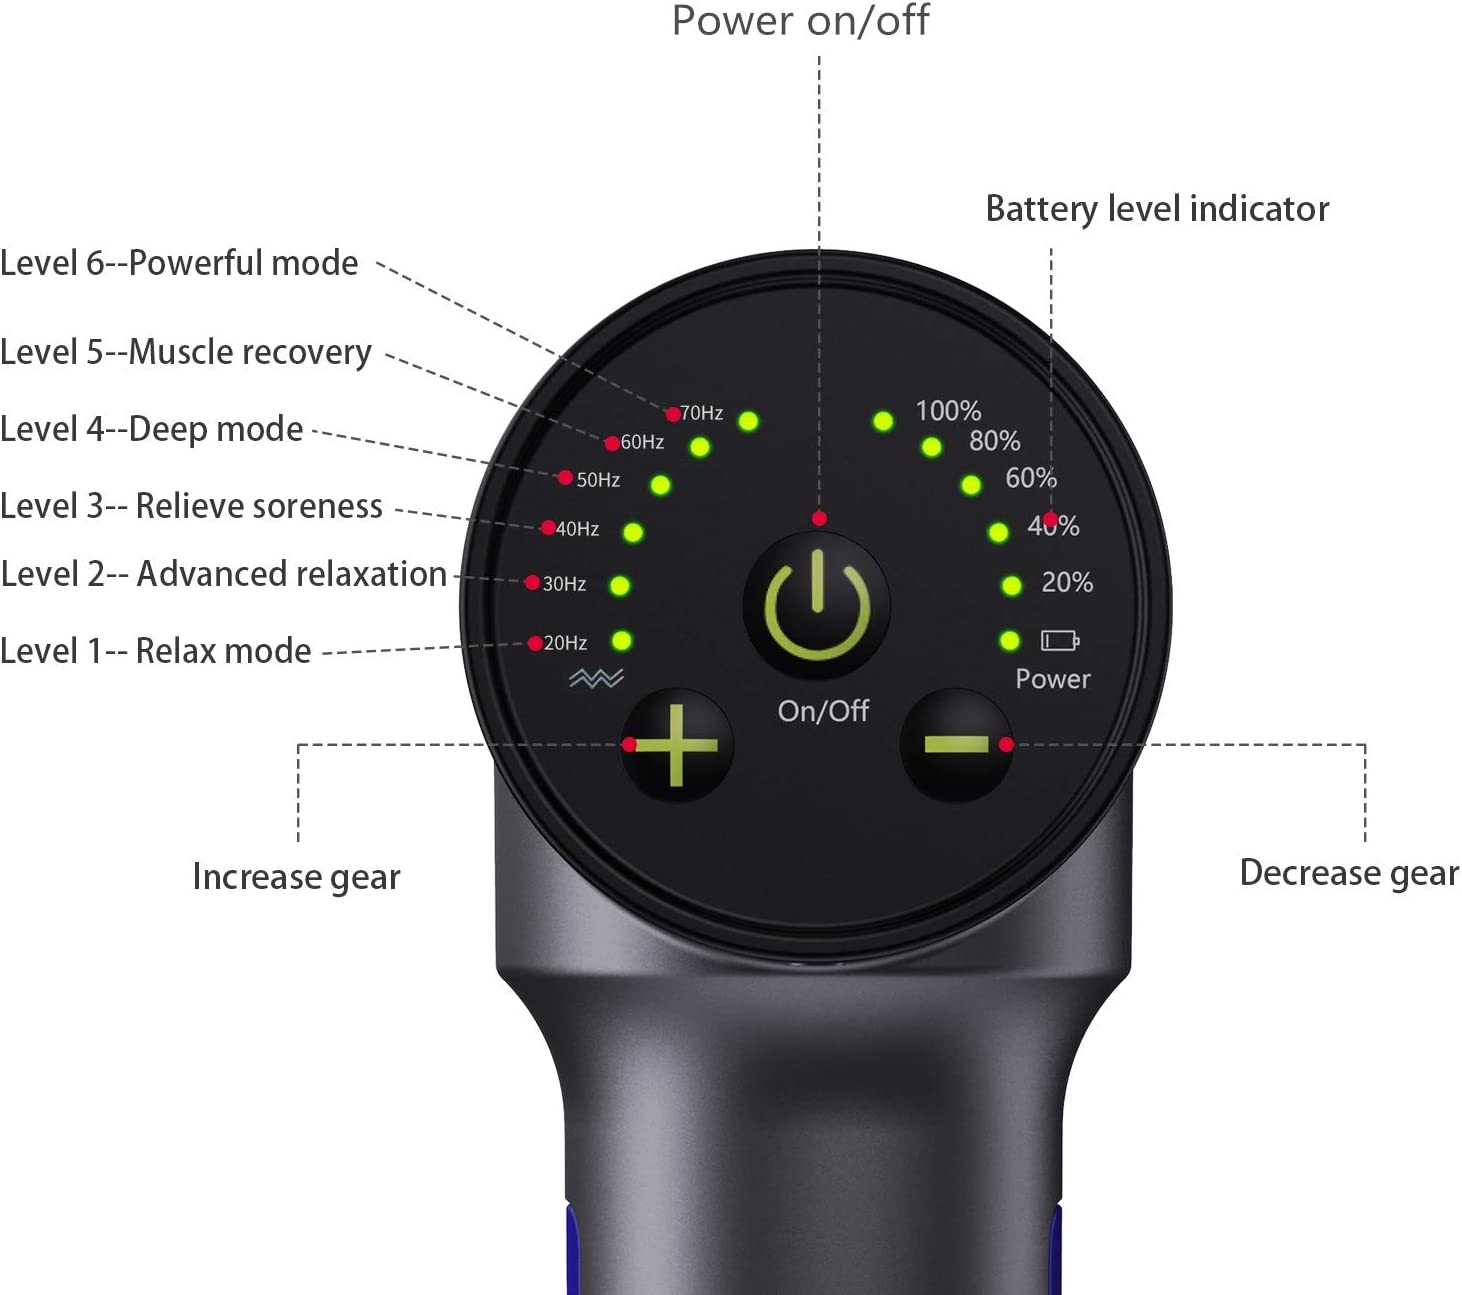 Power on/off
Battery level indicator
Level 6--Powerful mode
Level 5--Muscle recovery
Level 4--Deep mode
Level 3-- Relieve soreness
Level 2-- Advanced relaxation
Level 1-- Relax mode
70Hz
60Hz
50Hz
40Hz
30Hz
20Hz
100%
80%
60%
40%
20%
Power
On/Off
Increase gear
Decrease gear